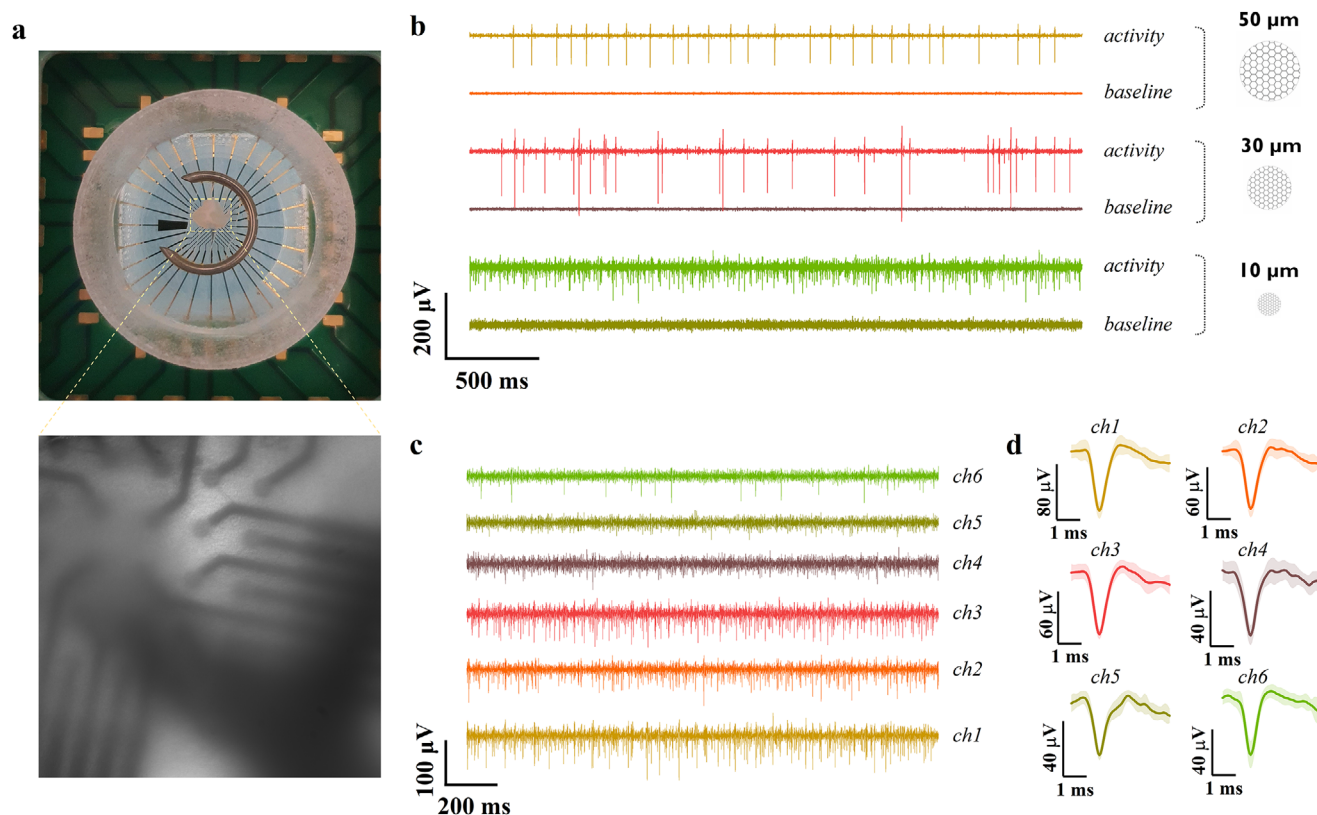 a
b
activity
baseline
50 µm
activity
baseline
30 µm
activity
baseline
10 µm
200 µV
500 ms
c
ch6
ch5
ch4
ch3
ch2
ch1
100 µV
200 ms
d
ch1
80 µV
1 ms
ch2
60 µV
1 ms
ch3
60 µV
1 ms
ch4
40 µV
1 ms
ch5
40 µV
1 ms
ch6
40 µV
1 ms